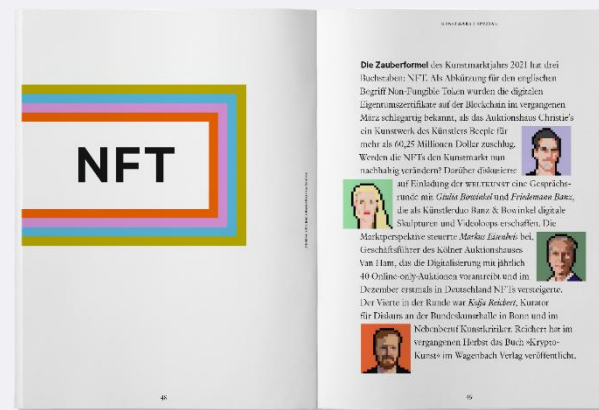 NFT
48
KUNSTMARKT SPEZIAL
Die Zauberformel des Kunstmarktjahrs 2021 hat drei
Buchstaben: NFT. Als Abkürzung für den englischen
Begriff Non-Fungible Token wurden die digitalen
Eigentumszertifikate auf der Blockchain im vergangenen
März schlagartig bekannt, als das Auktionshaus Christie's
ein Kunstwerk des Künstlers Beeple für
mehr als 60,25 Millionen Dollar zuschlug.
Werden die NFTs den Kunstmarkt nun
nachhaltig verändern? Darüber diskutierte
auf Einladung der WELTKUNST eine Gesprächs-
runde mit Giulia Bowinkel und Friedemann Banz,
die als Künstlerduo Banz & Bowinkel digitale
Skulpturen und Videoloops erschaffen. Die
Marktperspektive steuerte Markus Eisenbeis bei,
Geschäftsführer des Kölner Auktionshauses
Van Ham, das die Digitalisierung mit jährlich
40 Online-only-Auktionen vorantreibt und im
Dezember erstmals in Deutschland NFTs versteigerte.
Der Vierte in der Runde war Kolja Reichert, Kurator
für Diskurs an der Bundeskunsthalle in Bonn und im
Nebenberuf Kunstkritiker. Reichert hat im
vergangenen Herbst das Buch »Krypto-
Kunst« im Wagenbach Verlag veröffentlicht.